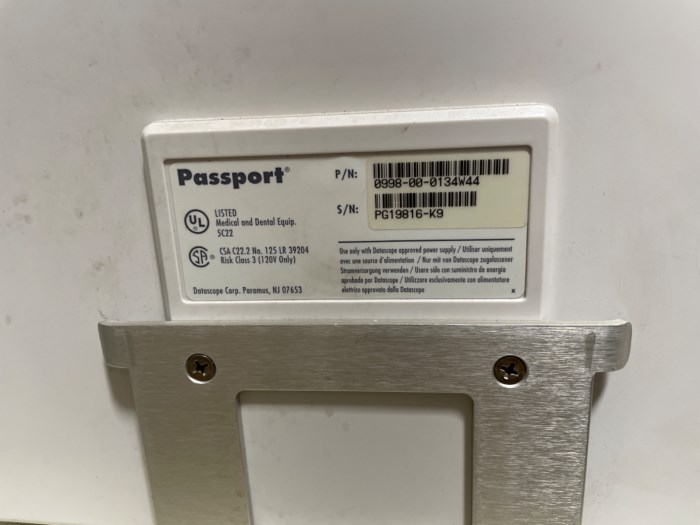 Passport®
P/N:
0998-00-0134W44
S/N:
PG19816-K9
UL
LISTED
Medical and Dental Equip.
5C22
SA
CSA C22.2 No. 125 LR 39204
Risk Class 3 (120V Only)
Datascope Corp. Paramus, NJ 07653
Use only with Datascope approved power supply / Utiliser uniquement
avec une source d'alimentation / Nur mit von Datascope zugelassener
Stromversorgung verwenden / Usare sólo con suministro de energia
aprobado por Datascope / Utilizzare esclusivamente con alimentatore
elettrico approvato dalla Datascope